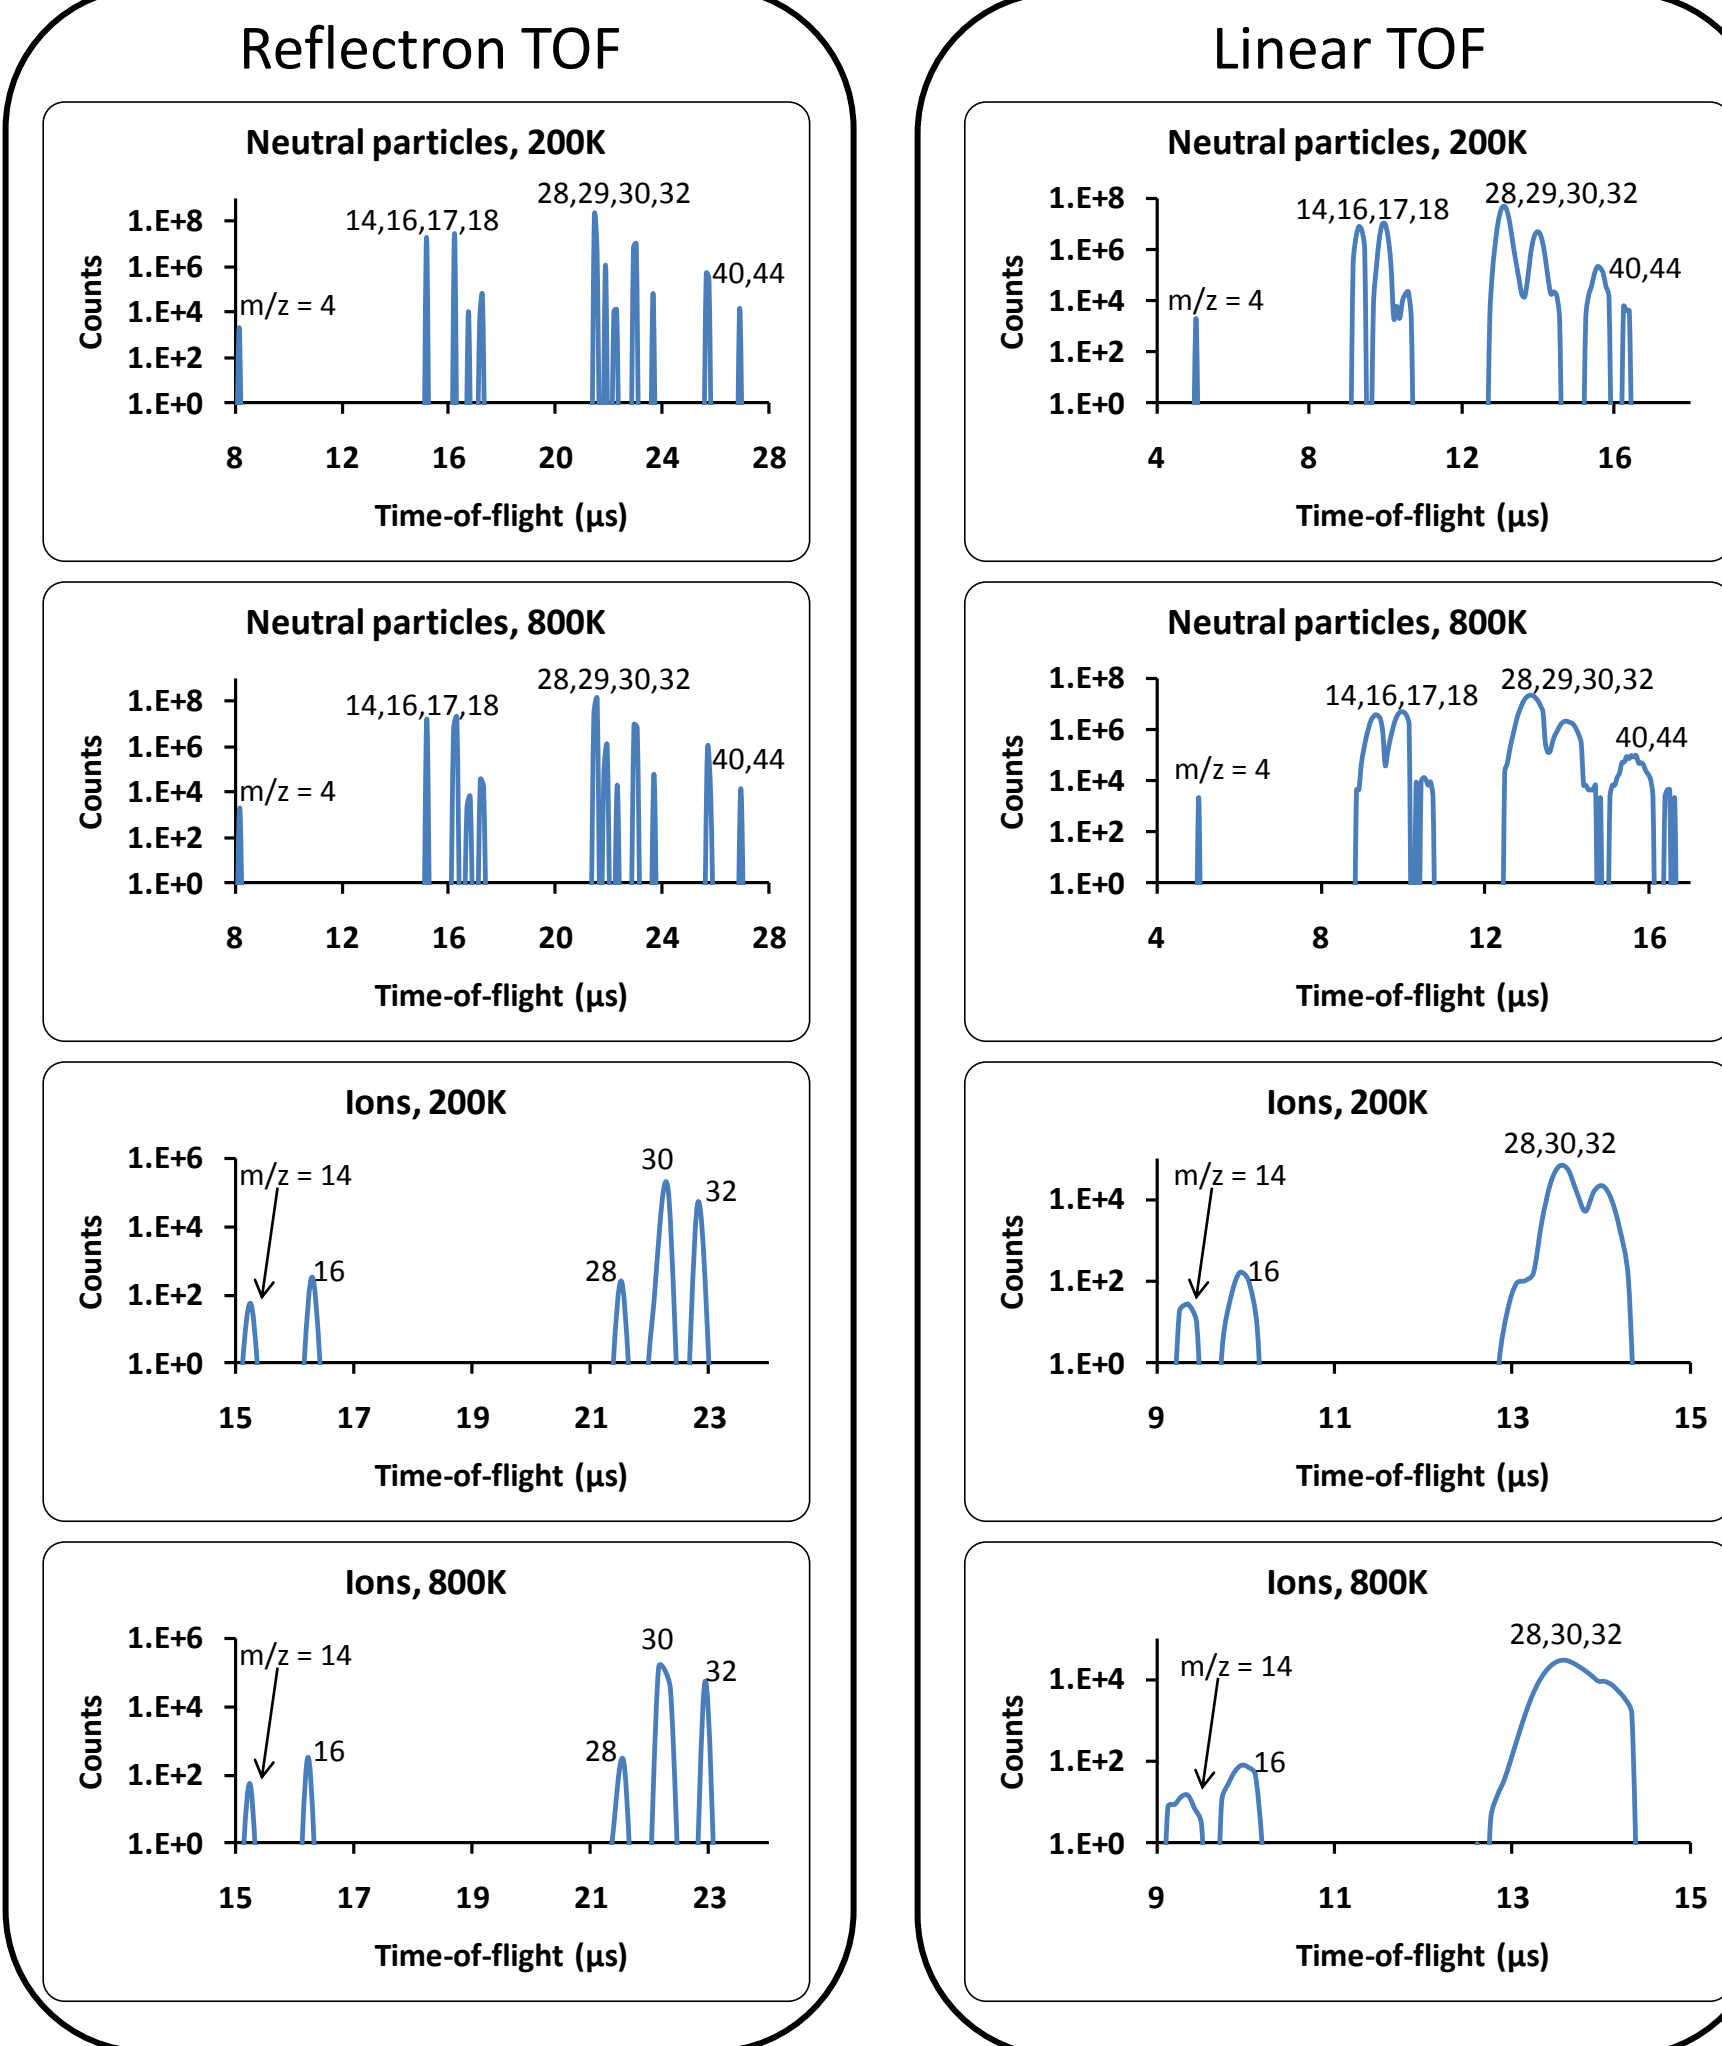 Reflectron TOF
Neutral particles, 200K
28,29,30,32
14,16,17,18
40,44
m/z = 4
Counts
1.E+8
1.E+6
1.E+4
1.E+2
1.E+0
8 12 16 20 24 28
Time-of-flight (µs)
Neutral particles, 800K
28,29,30,32
14,16,17,18
40,44
m/z = 4
Counts
1.E+8
1.E+6
1.E+4
1.E+2
1.E+0
8 12 16 20 24 28
Time-of-flight (µs)
Ions, 200K
30
m/z = 14
32
16
28
Counts
1.E+6
1.E+4
1.E+2
1.E+0
15 17 19 21 23
Time-of-flight (µs)
Ions, 800K
30
m/z = 14
32
16
28
Counts
1.E+6
1.E+4
1.E+2
1.E+0
15 17 19 21 23
Time-of-flight (µs)
Linear TOF
Neutral particles, 200K
28,29,30,32
14,16,17,18
40,44
m/z = 4
Counts
1.E+8
1.E+6
1.E+4
1.E+2
1.E+0
4 8 12 16
Time-of-flight (µs)
Neutral particles, 800K
28,29,30,32
14,16,17,18
40,44
m/z = 4
Counts
1.E+8
1.E+6
1.E+4
1.E+2
1.E+0
4 8 12 16
Time-of-flight (µs)
Ions, 200K
28,30,32
m/z = 14
16
Counts
1.E+4
1.E+2
1.E+0
9 11 13 15
Time-of-flight (µs)
Ions, 800K
28,30,32
m/z = 14
16
Counts
1.E+4
1.E+2
1.E+0
9 11 13 15
Time-of-flight (µs)